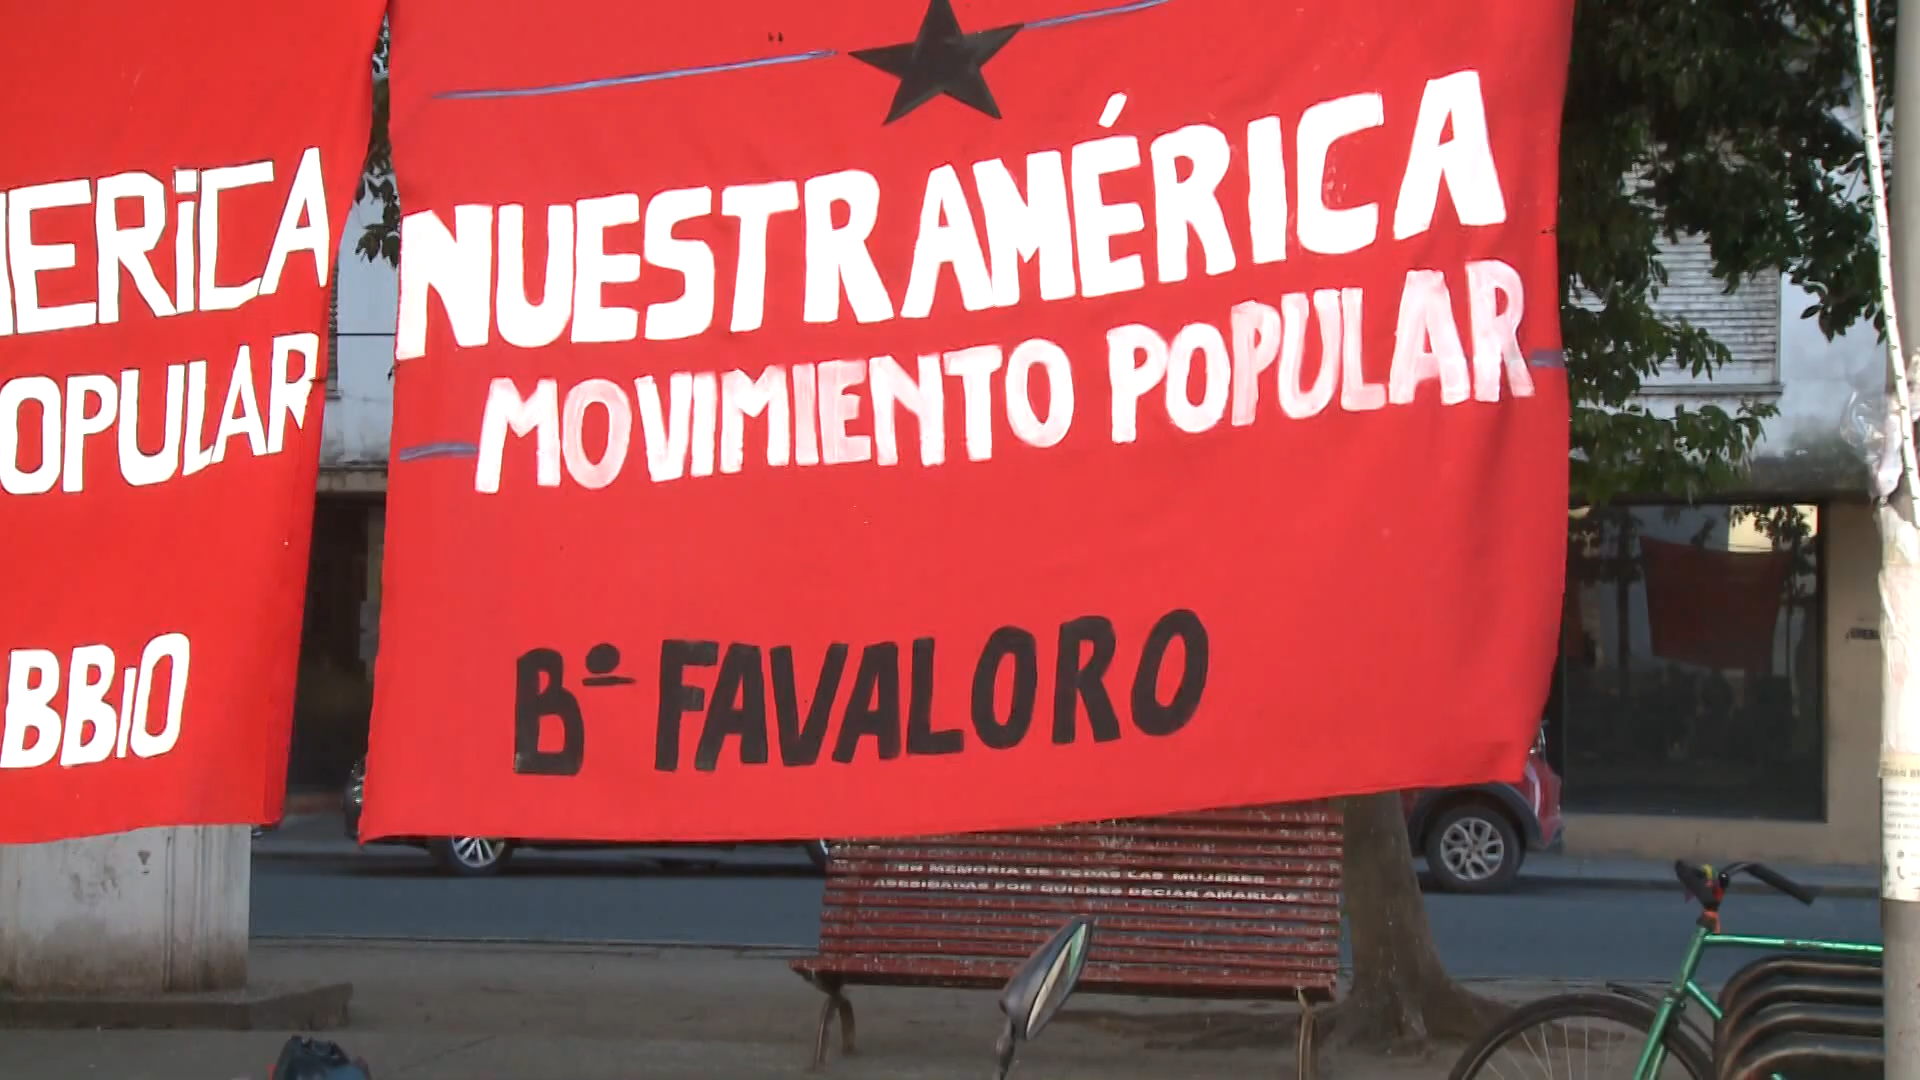 NUESTRAMÉRICA
MOVIMIENTO POPULAR
Bº FAVALORO
ERiCA
OPULAR
BBiO
EN MEMORIA DE TODAS LAS MUJERES
ASESINADAS POR QUIENES DECIAN AMARLAS